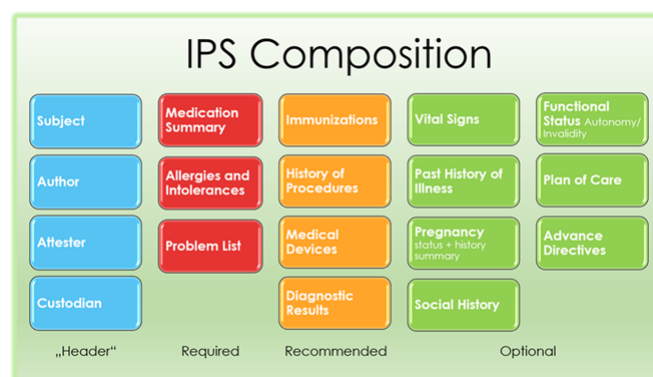 IPS Composition
Subject
Author
Attester
Custodian
„Header“
Medication
Summary
Allergies and
Intolerances
Problem List
Required
Immunizations
History of
Procedures
Medical
Devices
Diagnostic
Results
Recommended
Vital Signs
Past History of
Illness
Pregnancy
status + history
summary
Social History
Functional
Status Autonomy/
Invalidity
Plan of Care
Advance
Directives
Optional